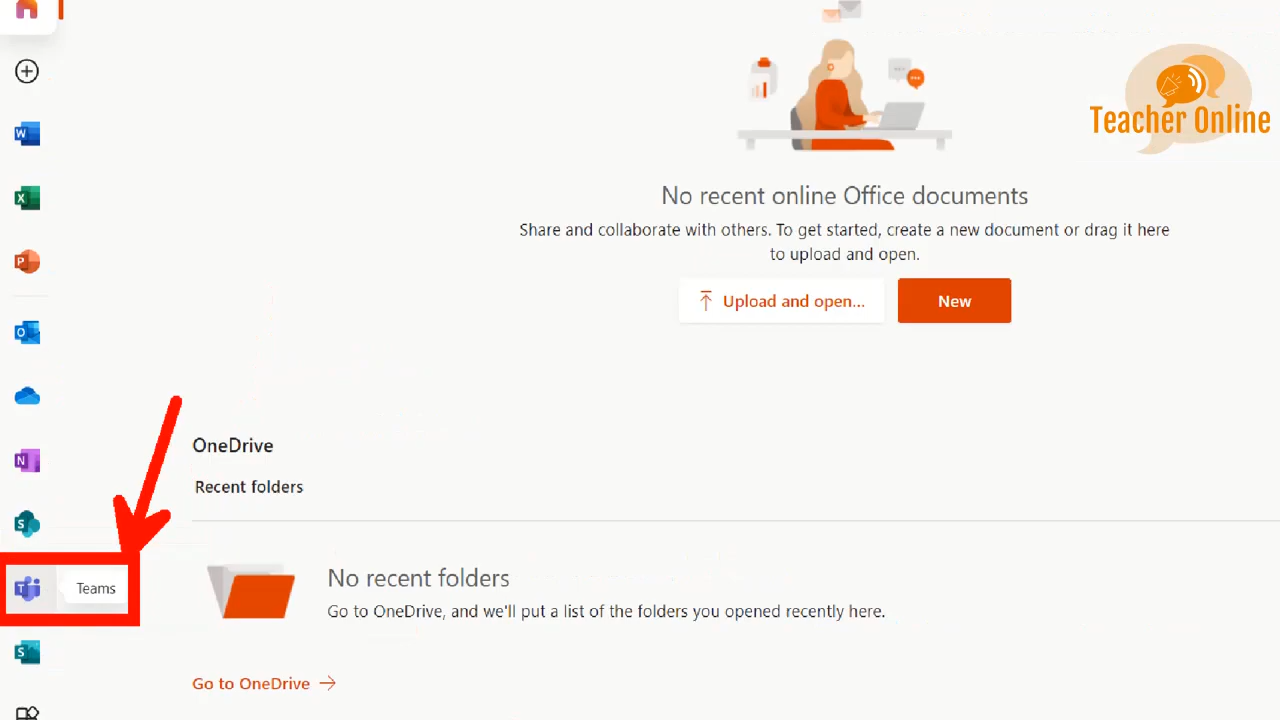 Teacher Online
No recent online Office documents
Share and collaborate with others. To get started, create a new document or drag it here
to upload and open.
Upload and open...
New
W
X
P
O
N
S
T
S
OneDrive
Recent folders
Teams
No recent folders
Go to OneDrive, and we'll put a list of the folders you opened recently here.
Go to OneDrive →